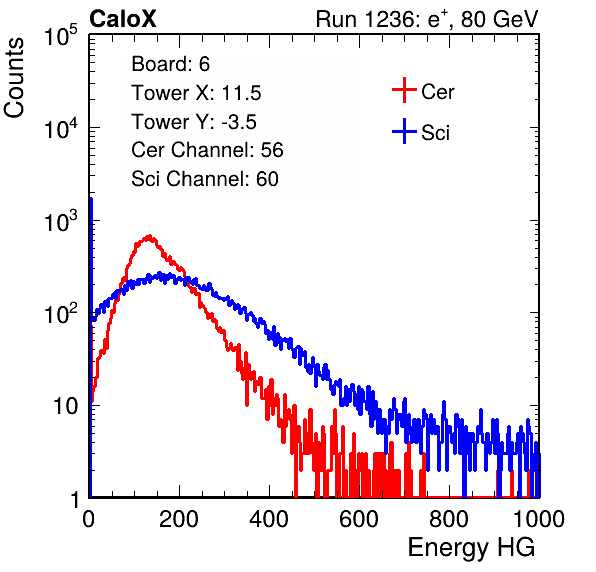 CaloX Run 1236: e⁺, 80 GeV
Counts
10⁵
10⁴
10³
10²
10
1
Board: 6
Tower X: 11.5
Tower Y: -3.5
Cer Channel: 56
Sci Channel: 60
Cer
Sci
0 200 400 600 800 1000
Energy HG